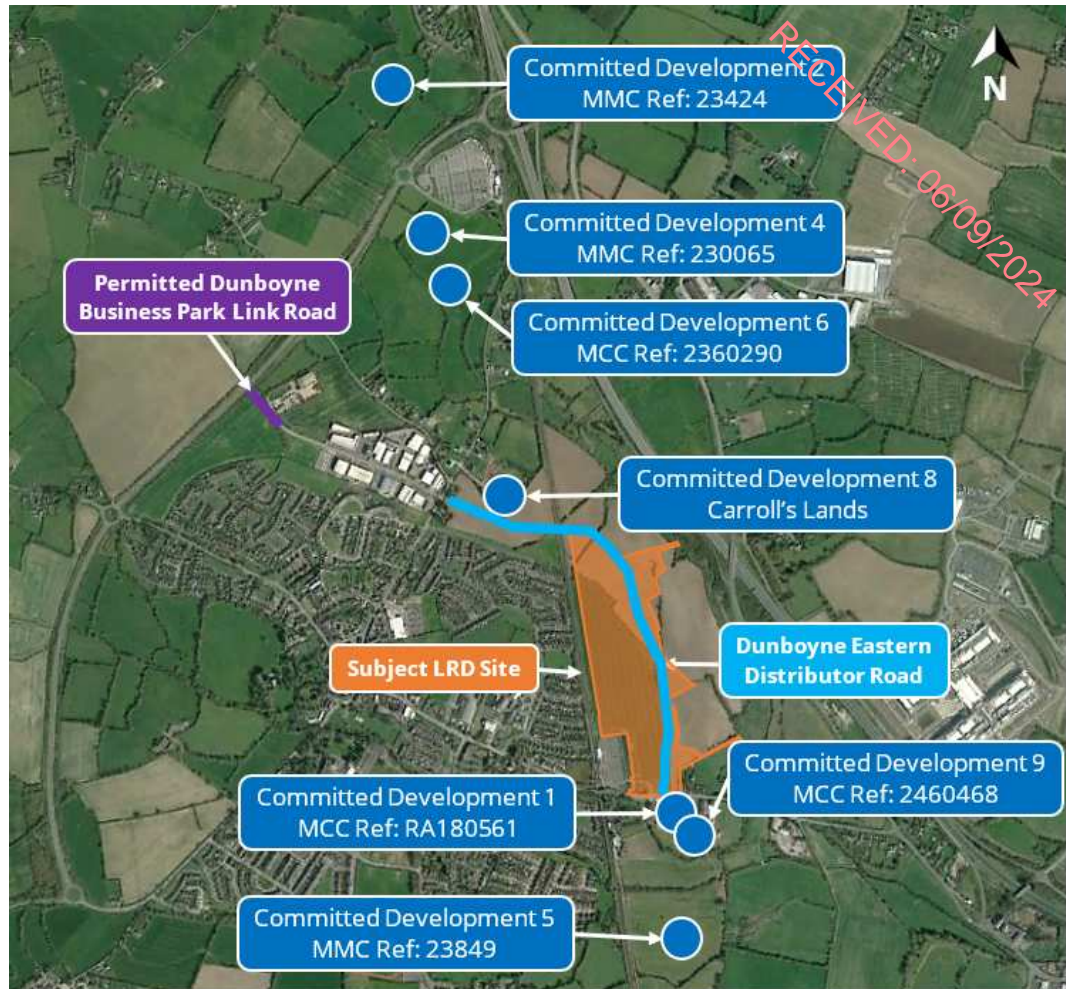 RECEIVED: 06/09/2024
N
Committed Development 2
MMC Ref: 23424
Committed Development 4
MMC Ref: 230065
Permitted Dunboyne
Business Park Link Road
Committed Development 6
MCC Ref: 2360290
Committed Development 8
Carroll's Lands
Subject LRD Site
Dunboyne Eastern
Distributor Road
Committed Development 9
MCC Ref: 2460468
Committed Development 1
MCC Ref: RA180561
Committed Development 5
MMC Ref: 23849